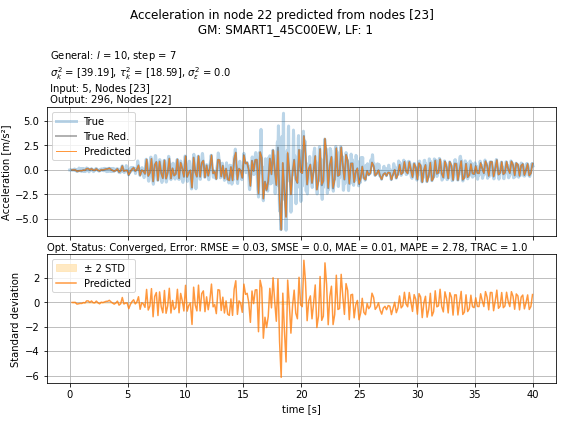 Acceleration in node 22 predicted from nodes [23]
GM: SMART1_45C00EW, LF: 1
General: l = 10, step = 7
σ²ₖ = [39.19], τ²ₖ = [18.59], σ²_ε = 0.0
Input: 5, Nodes [23]
Output: 296, Nodes [22]
Acceleration [m/s²]
5.0
2.5
0.0
−2.5
−5.0
True
True Red.
Predicted
Opt. Status: Converged, Error: RMSE = 0.03, SMSE = 0.0, MAE = 0.01, MAPE = 2.78, TRAC = 1.0
Standard deviation
2
0
−2
−4
−6
± 2 STD
Predicted
0 5 10 15 20 25 30 35 40
time [s]